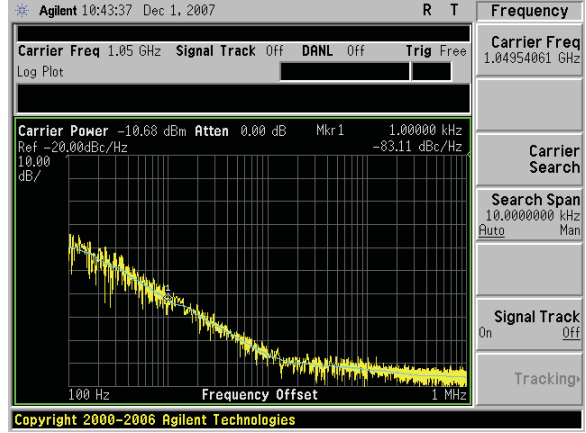 Agilent 10:43:37 Dec 1, 2007 R T
Carrier Freq 1.05 GHz Signal Track Off DANL Off Trig Free
Log Plot
Carrier Power -10.68 dBm Atten 0.00 dB Mkr1 1.00000 kHz
Ref -20.00dBc/Hz -83.11 dBc/Hz
10.00
dB/
1
100 Hz Frequency Offset 1 MHz
Copyright 2000-2006 Agilent Technologies
Frequency
Carrier Freq
1.04954061 GHz
Carrier
Search
Search Span
10.0000000 kHz
Auto Man
Signal Track
On Off
Tracking